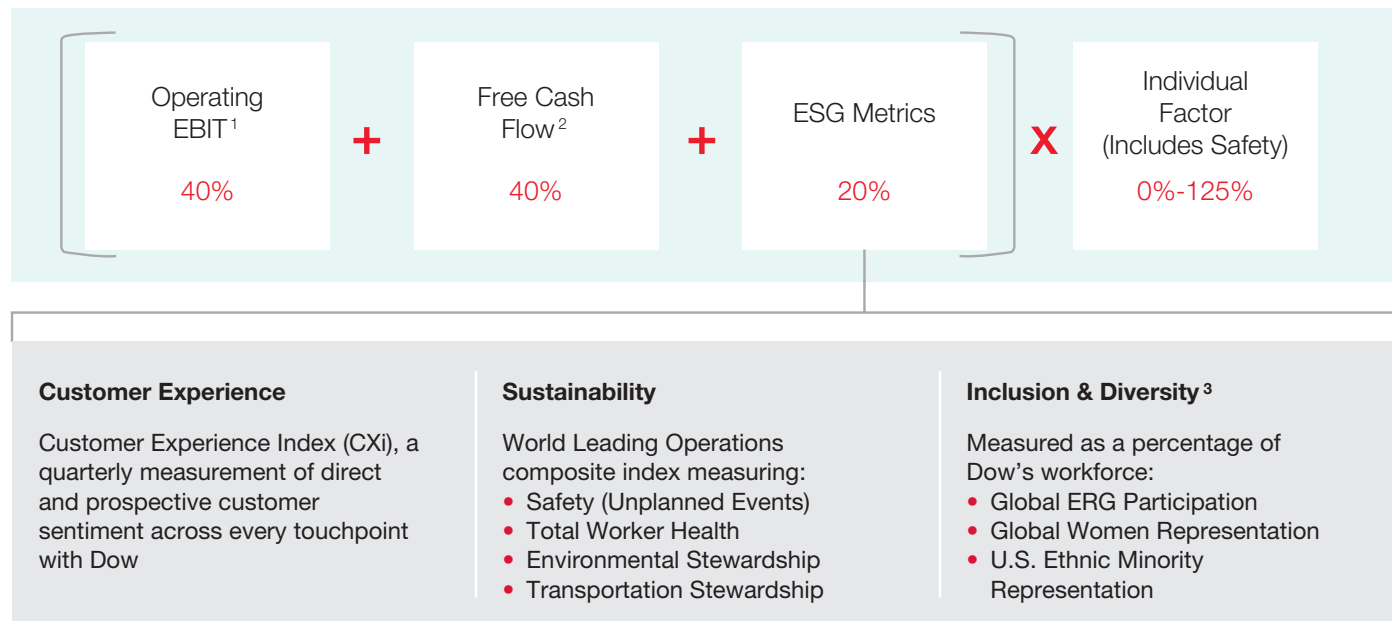 Operating
EBIT¹
40%
+
Free Cash
Flow²
40%
+
ESG Metrics
20%
X
Individual
Factor
(Includes Safety)
0%-125%
Customer Experience
Customer Experience Index (CXi), a
quarterly measurement of direct
and prospective customer
sentiment across every touchpoint
with Dow
Sustainability
World Leading Operations
composite index measuring:
• Safety (Unplanned Events)
• Total Worker Health
• Environmental Stewardship
• Transportation Stewardship
Inclusion & Diversity³
Measured as a percentage of
Dow's workforce:
• Global ERG Participation
• Global Women Representation
• U.S. Ethnic Minority
Representation